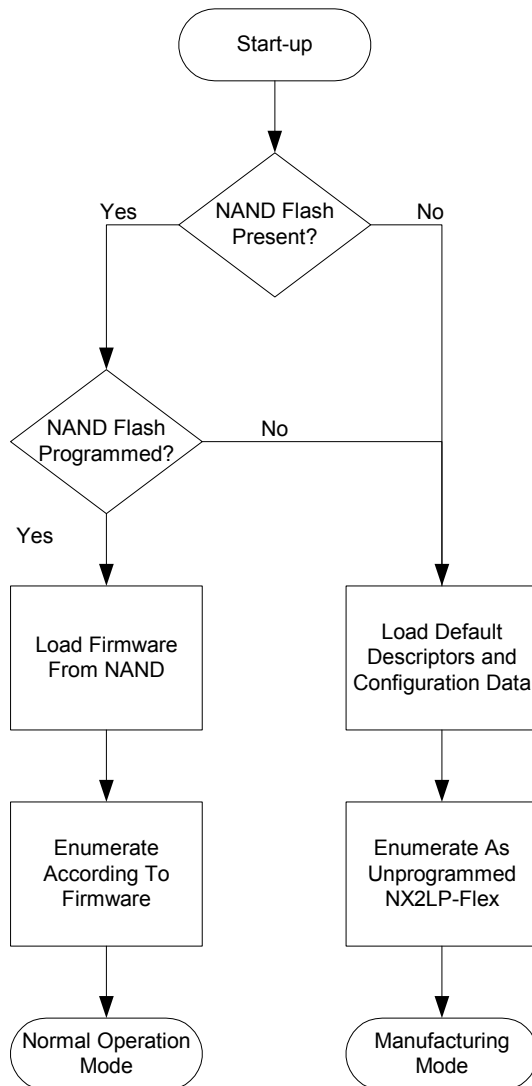 Start-up
NAND Flash
Present?
Yes
No
NAND Flash
Programmed?
No
Yes
Load Firmware
From NAND
Load Default
Descriptors and
Configuration Data
Enumerate
According To
Firmware
Enumerate As
Unprogrammed
NX2LP-Flex
Normal Operation
Mode
Manufacturing
Mode